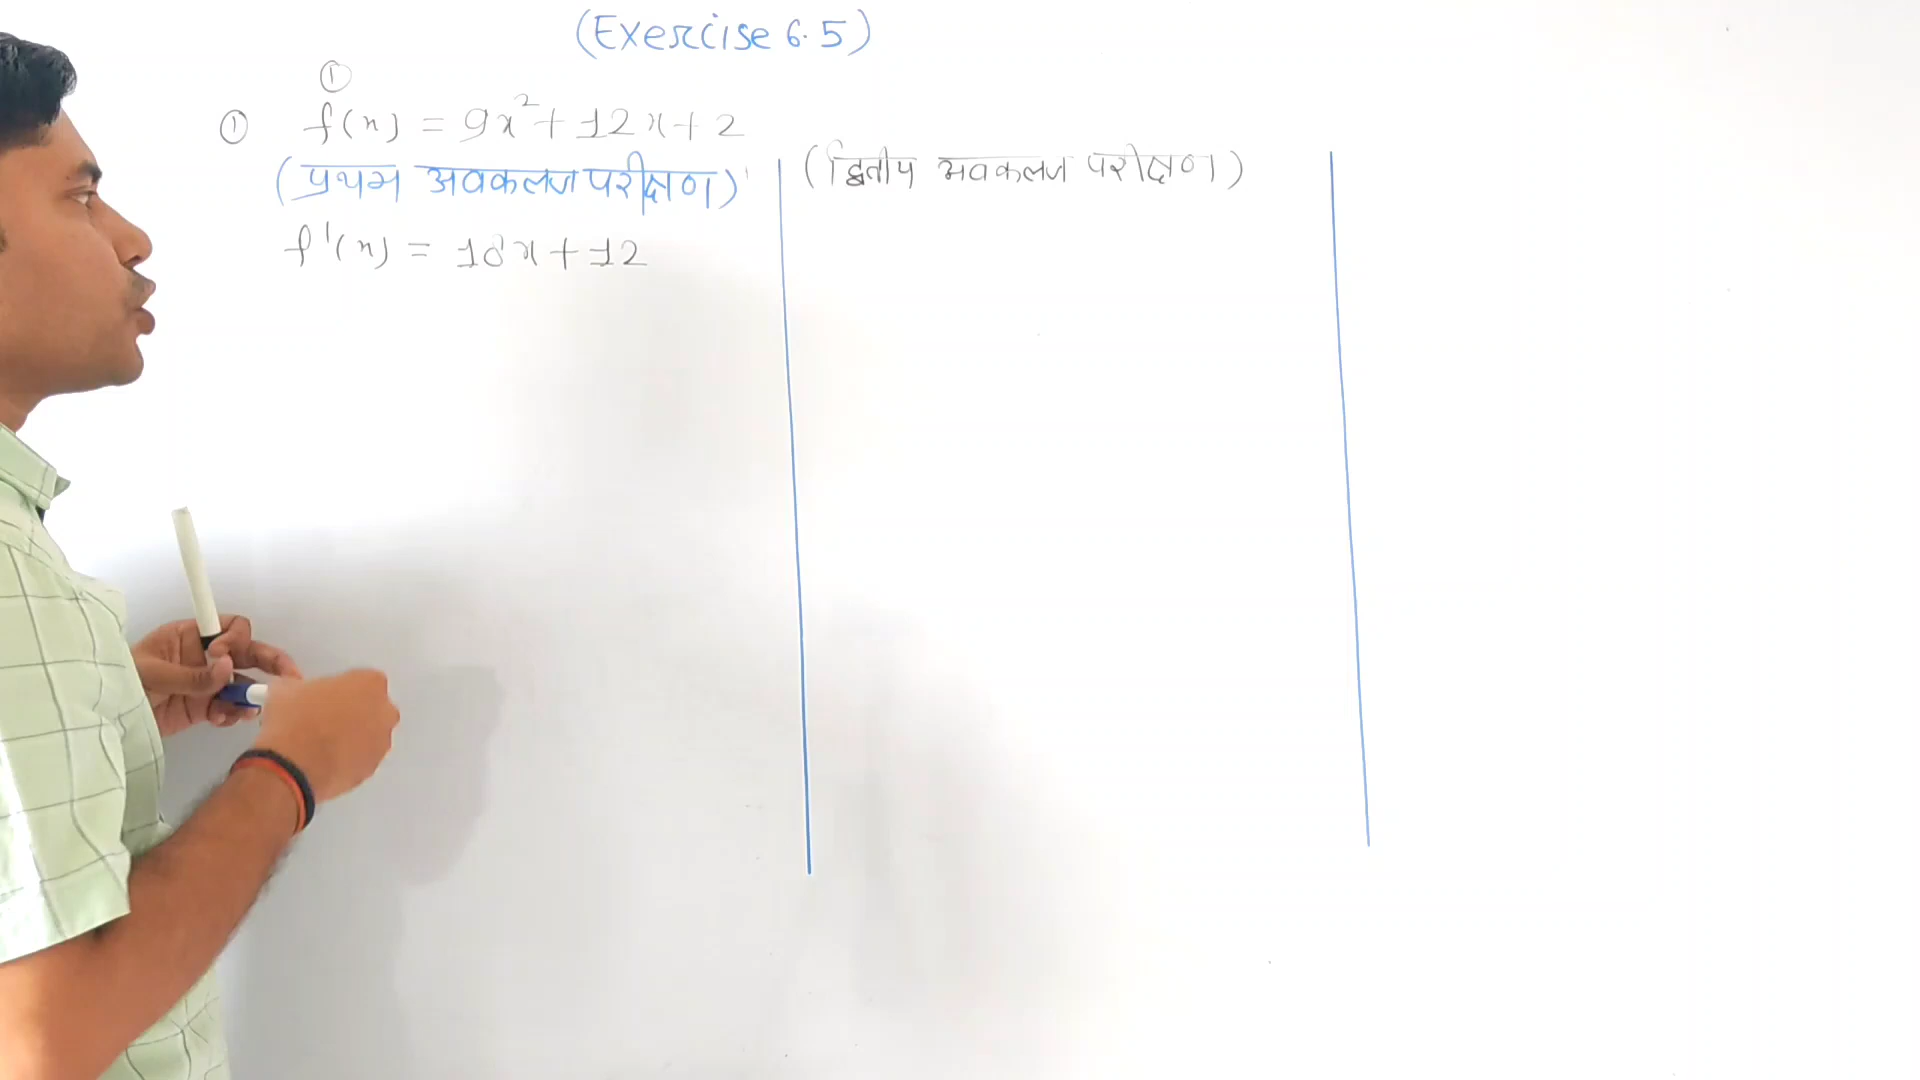 (Exercise 6.5)
①
① f(x) = 9x² + 12x + 2
(प्रथम अवकलज परीक्षण)
f'(x) = 18x + 12
(द्वितीय अवकलज परीक्षण)